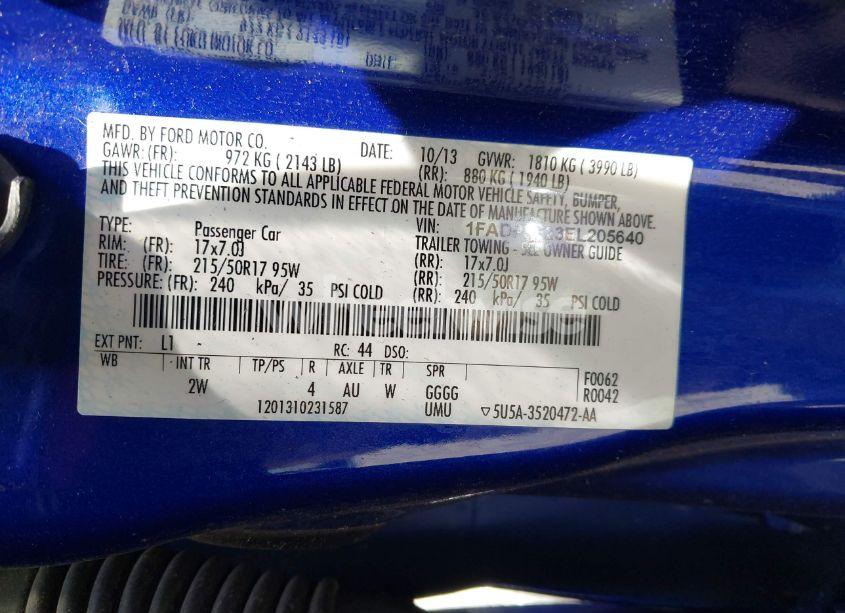 MFD. BY FORD MOTOR CO.
DATE: 10/13 GVWR: 1810 KG ( 3990 LB)
GAWR: (FR): 972 KG ( 2143 LB) (RR): 880 KG ( 1940 LB)
THIS VEHICLE CONFORMS TO ALL APPLICABLE FEDERAL MOTOR VEHICLE SAFETY, BUMPER,
AND THEFT PREVENTION STANDARDS IN EFFECT ON THE DATE OF MANUFACTURE SHOWN ABOVE.
VIN:
TYPE: Passenger Car TRAILER TOWING - SEE OWNER GUIDE
RIM: (FR): 17x7.0J (RR): 17x7.0J
TIRE: (FR): 215/50R17 95W (RR): 215/50R17 95W
PRESSURE: (FR): 240 kPa/ 35 PSI COLD (RR): 240 kPa/ 35 PSI COLD
EXT PNT: L1 RC: 44 DSO:
WB INT TR TP/PS R AXLE TR SPR
2W 4 AU W GGGG
F0062
R0042
1201310231587 UMU ▽5U5A-3520472-AA